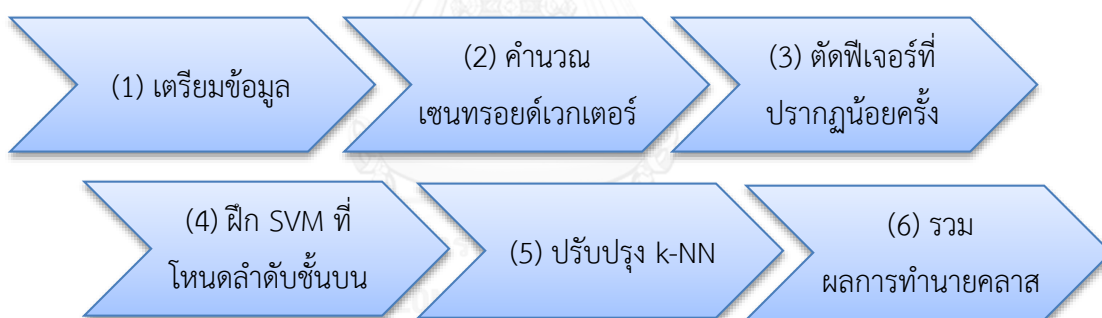 (1) เตรียมข้อมูล
(2) คำนวณ
เซนทรอยด์เวกเตอร์
(3) ตัดฟีเจอร์ที่
ปรากฏน้อยครั้ง
(4) ฝึก SVM ที่
โหนดลำดับชั้นบน
(5) ปรับปรุง k-NN
(6) รวม
ผลการทำนายคลาส